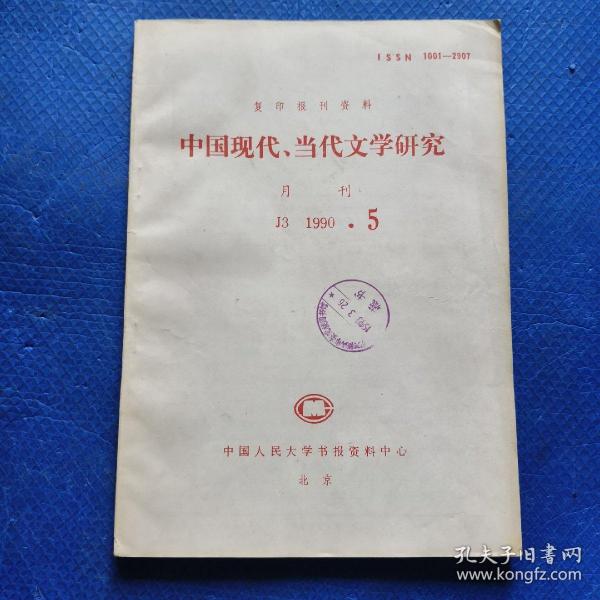 ISSN 1001—2907
复印报刊资料
中国现代、当代文学研究
月刊
J3 1990.5
藏书
中国人民大学书报资料中心
北京
孔夫子旧书网
www.kongfz.com